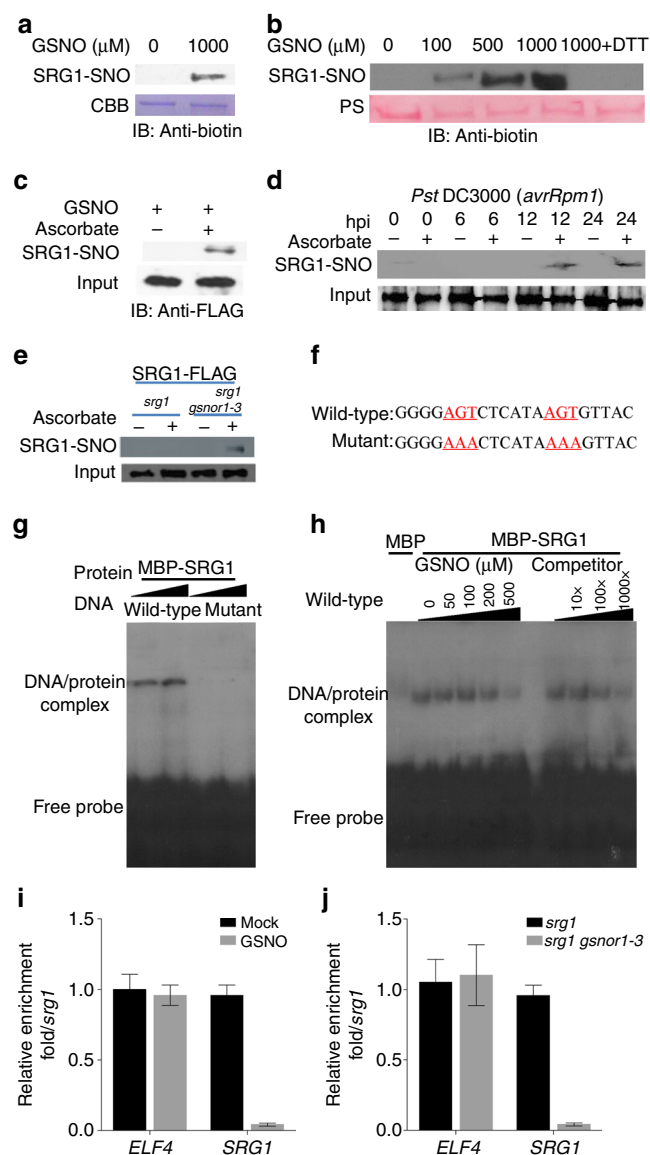 a
GSNO (μM) 0 1000
SRG1-SNO
CBB
IB: Anti-biotin
b
GSNO (μM) 0 100 500 1000 1000+DTT
SRG1-SNO
PS
IB: Anti-biotin
c
GSNO + +
Ascorbate − +
SRG1-SNO
Input
IB: Anti-FLAG
d
Pst DC3000 (avrRpm1)
hpi 0 0 6 6 12 12 24 24
Ascorbate − + − + − + − +
SRG1-SNO
Input
e
SRG1-FLAG
srg1 srg1 gsnor1-3
Ascorbate − + − +
SRG1-SNO
Input
f
Wild-type:GGGGAGTCTCATAAGTGTTAC
Mutant:GGGGAAACTCATAAAAGTTAC
g
Protein MBP-SRG1
DNA Wild-type Mutant
DNA/protein
complex
Free probe
h
MBP MBP-SRG1
GSNO (μM) Competitor
Wild-type 0 50 100 200 500 10× 100× 1000×
DNA/protein
complex
Free probe
i
Relative enrichment
fold/srg1
1.5
1.0
0.5
0.0
Mock
GSNO
ELF4 SRG1
j
Relative enrichment
fold/srg1
1.5
1.0
0.5
0.0
srg1
srg1 gsnor1-3
ELF4 SRG1